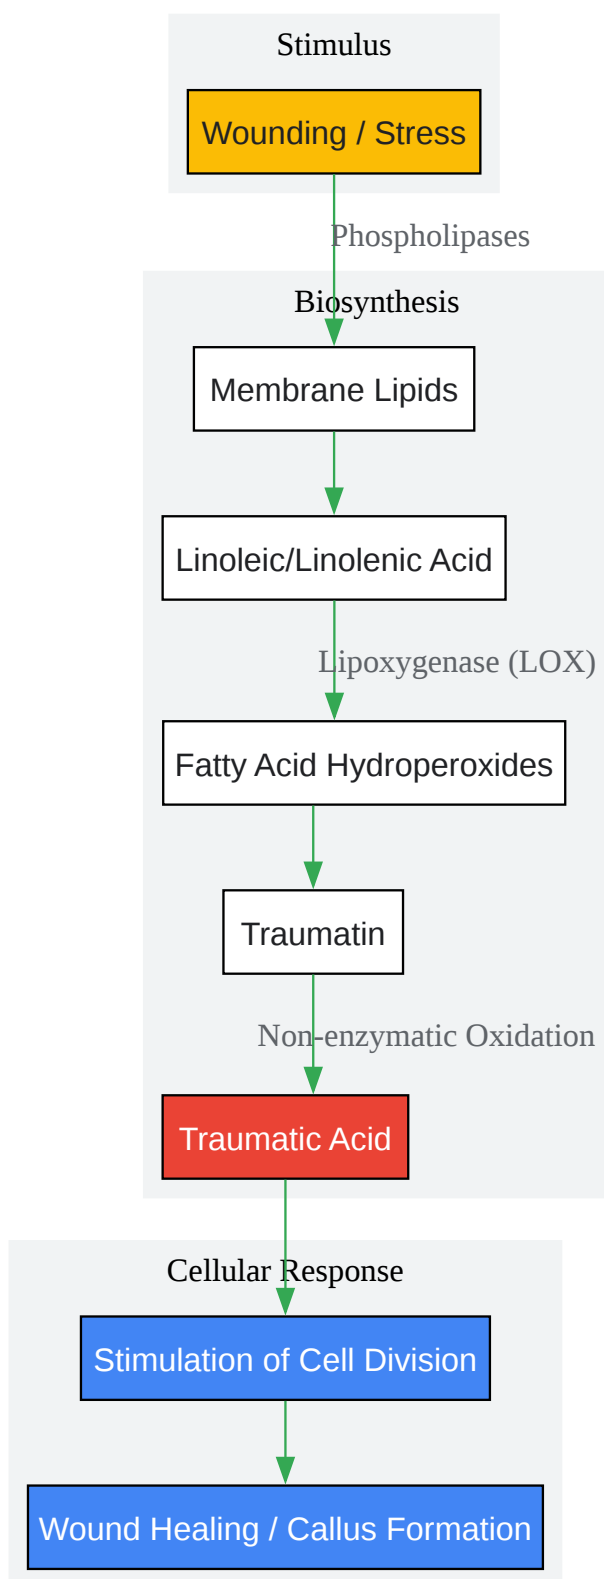 Stimulus
Wounding / Stress
Phospholipases
Biosynthesis
Membrane Lipids
Linoleic/Linolenic Acid
Lipoxygenase (LOX)
Fatty Acid Hydroperoxides
Traumatin
Non-enzymatic Oxidation
Traumatic Acid
Cellular Response
Stimulation of Cell Division
Wound Healing / Callus Formation